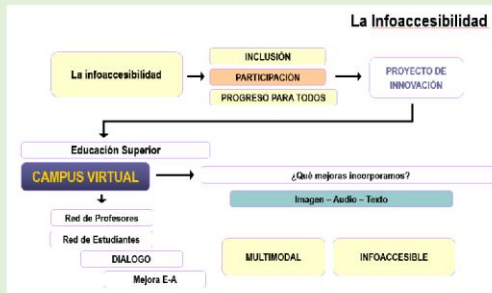 La Infoaccesibilidad
La infoaccesibilidad
INCLUSIÓN
PARTICIPACIÓN
PROGRESO PARA TODOS
PROYECTO DE
INNOVACIÓN
Educación Superior
CAMPUS VIRTUAL
¿Qué mejoras incorporamos?
Imagen – Audio – Texto
Red de Profesores
Red de Estudiantes
DIALOGO
Mejora E-A
MULTIMODAL
INFOACCESIBLE